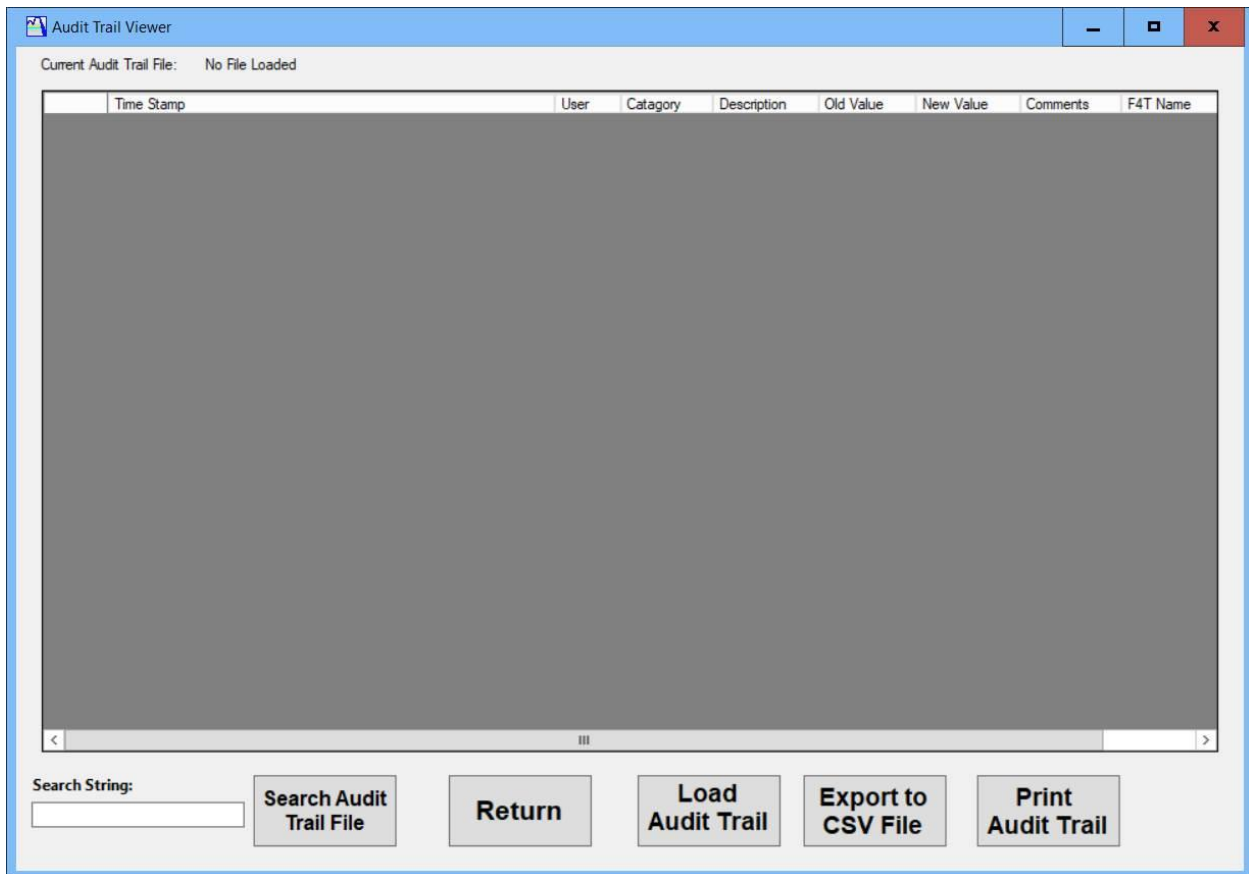 Audit Trail Viewer
Current Audit Trail File: No File Loaded
Time Stamp User Catagory Description Old Value New Value Comments F4T Name
Search String:
Search Audit
Trail File
Return
Load
Audit Trail
Export to
CSV File
Print
Audit Trail